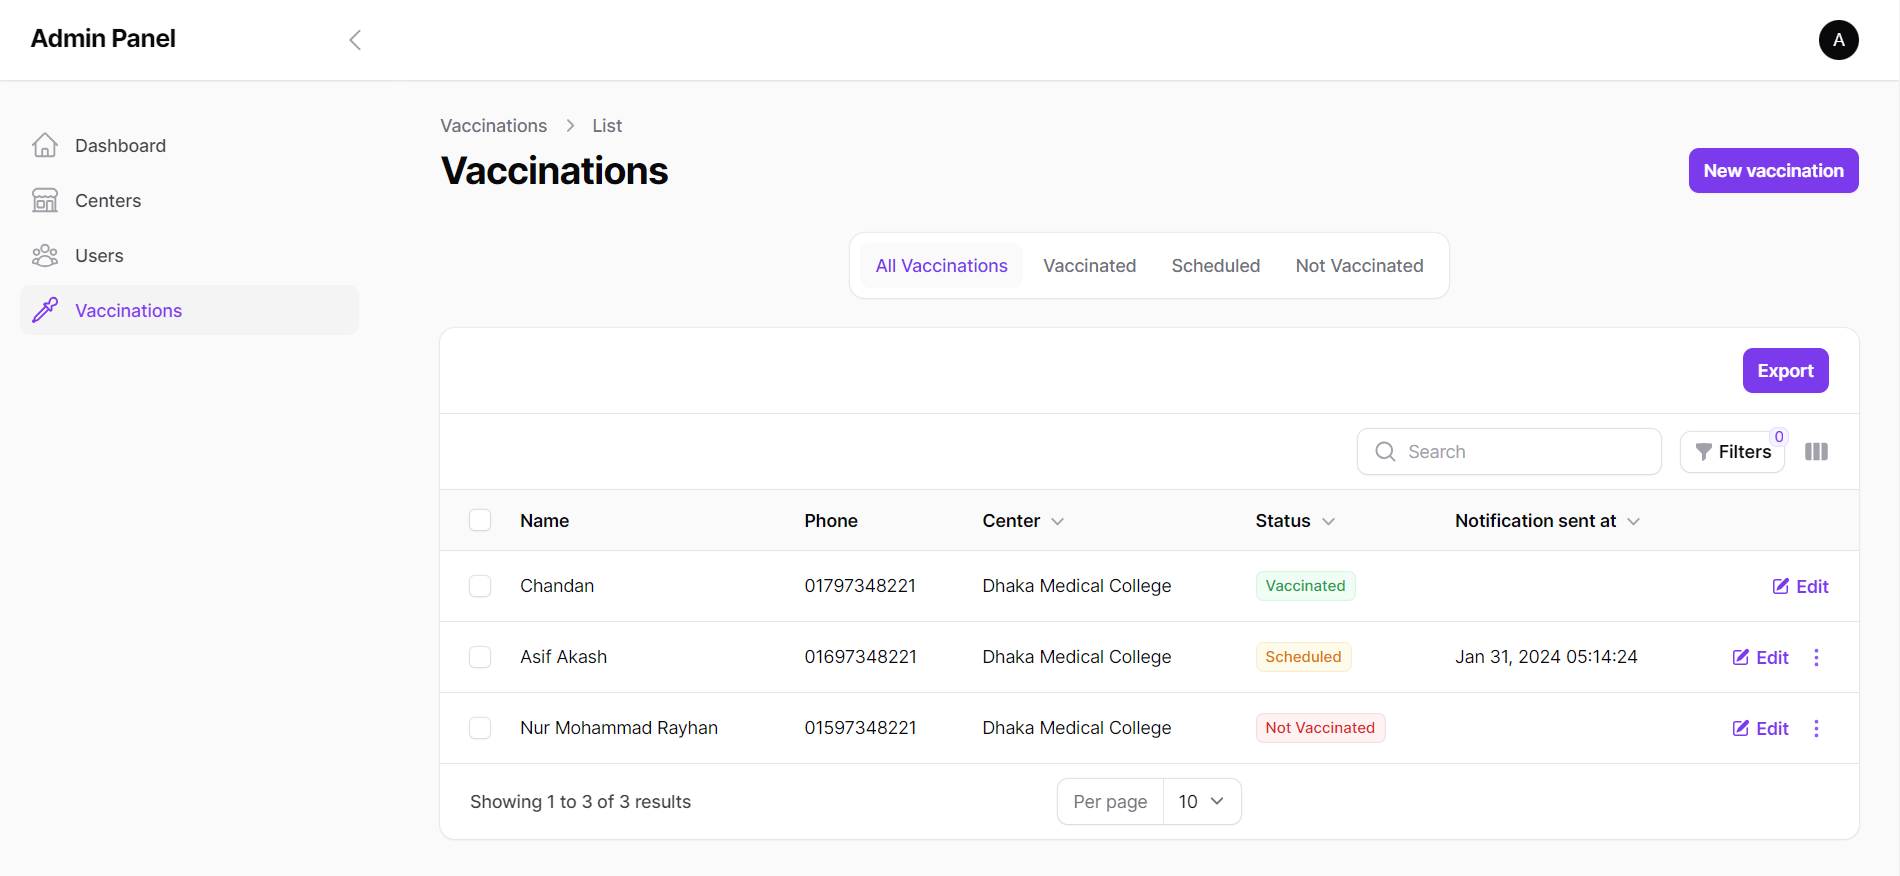 Admin Panel
A
Dashboard
Centers
Users
Vaccinations
Vaccinations > List
Vaccinations
New vaccination
All Vaccinations Vaccinated Scheduled Not Vaccinated
Export
Search Filters 0
Name Phone Center Status Notification sent at
Chandan 01797348221 Dhaka Medical College Vaccinated Edit
Asif Akash 01697348221 Dhaka Medical College Scheduled Jan 31, 2024 05:14:24 Edit
Nur Mohammad Rayhan 01597348221 Dhaka Medical College Not Vaccinated Edit
Showing 1 to 3 of 3 results Per page 10